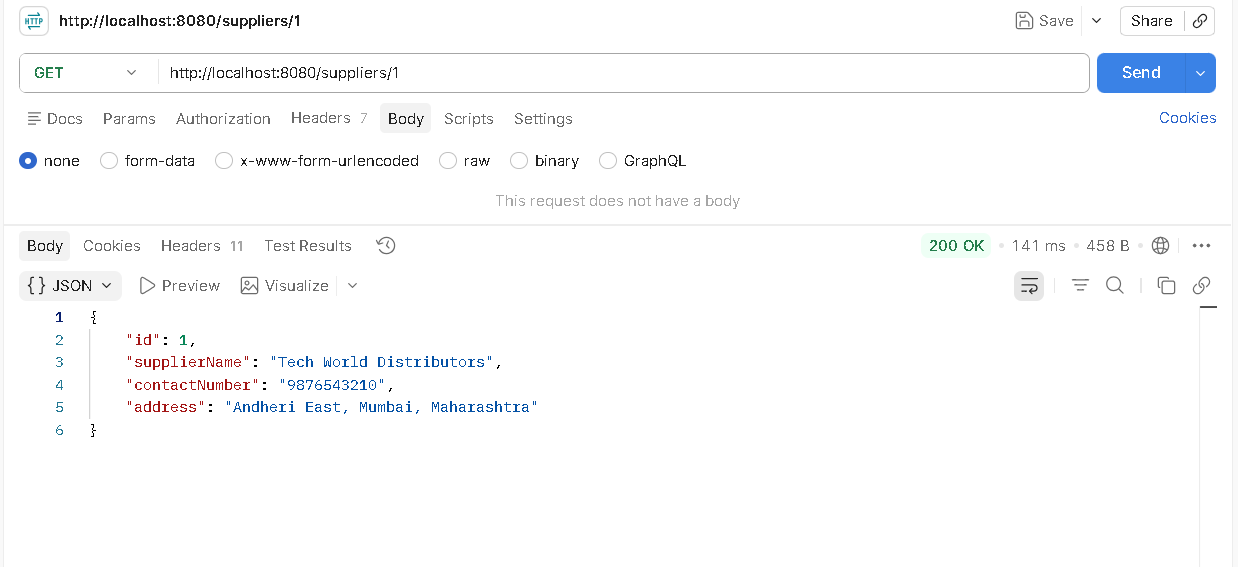 HTTP http://localhost:8080/suppliers/1 Save Share
GET http://localhost:8080/suppliers/1 Send
Docs Params Authorization Headers 7 Body Scripts Settings Cookies
none form-data x-www-form-urlencoded raw binary GraphQL
This request does not have a body
Body Cookies Headers 11 Test Results 200 OK • 141 ms • 458 B •
{} JSON Preview Visualize
1 {
2 "id": 1,
3 "supplierName": "Tech World Distributors",
4 "contactNumber": "9876543210",
5 "address": "Andheri East, Mumbai, Maharashtra"
6 }